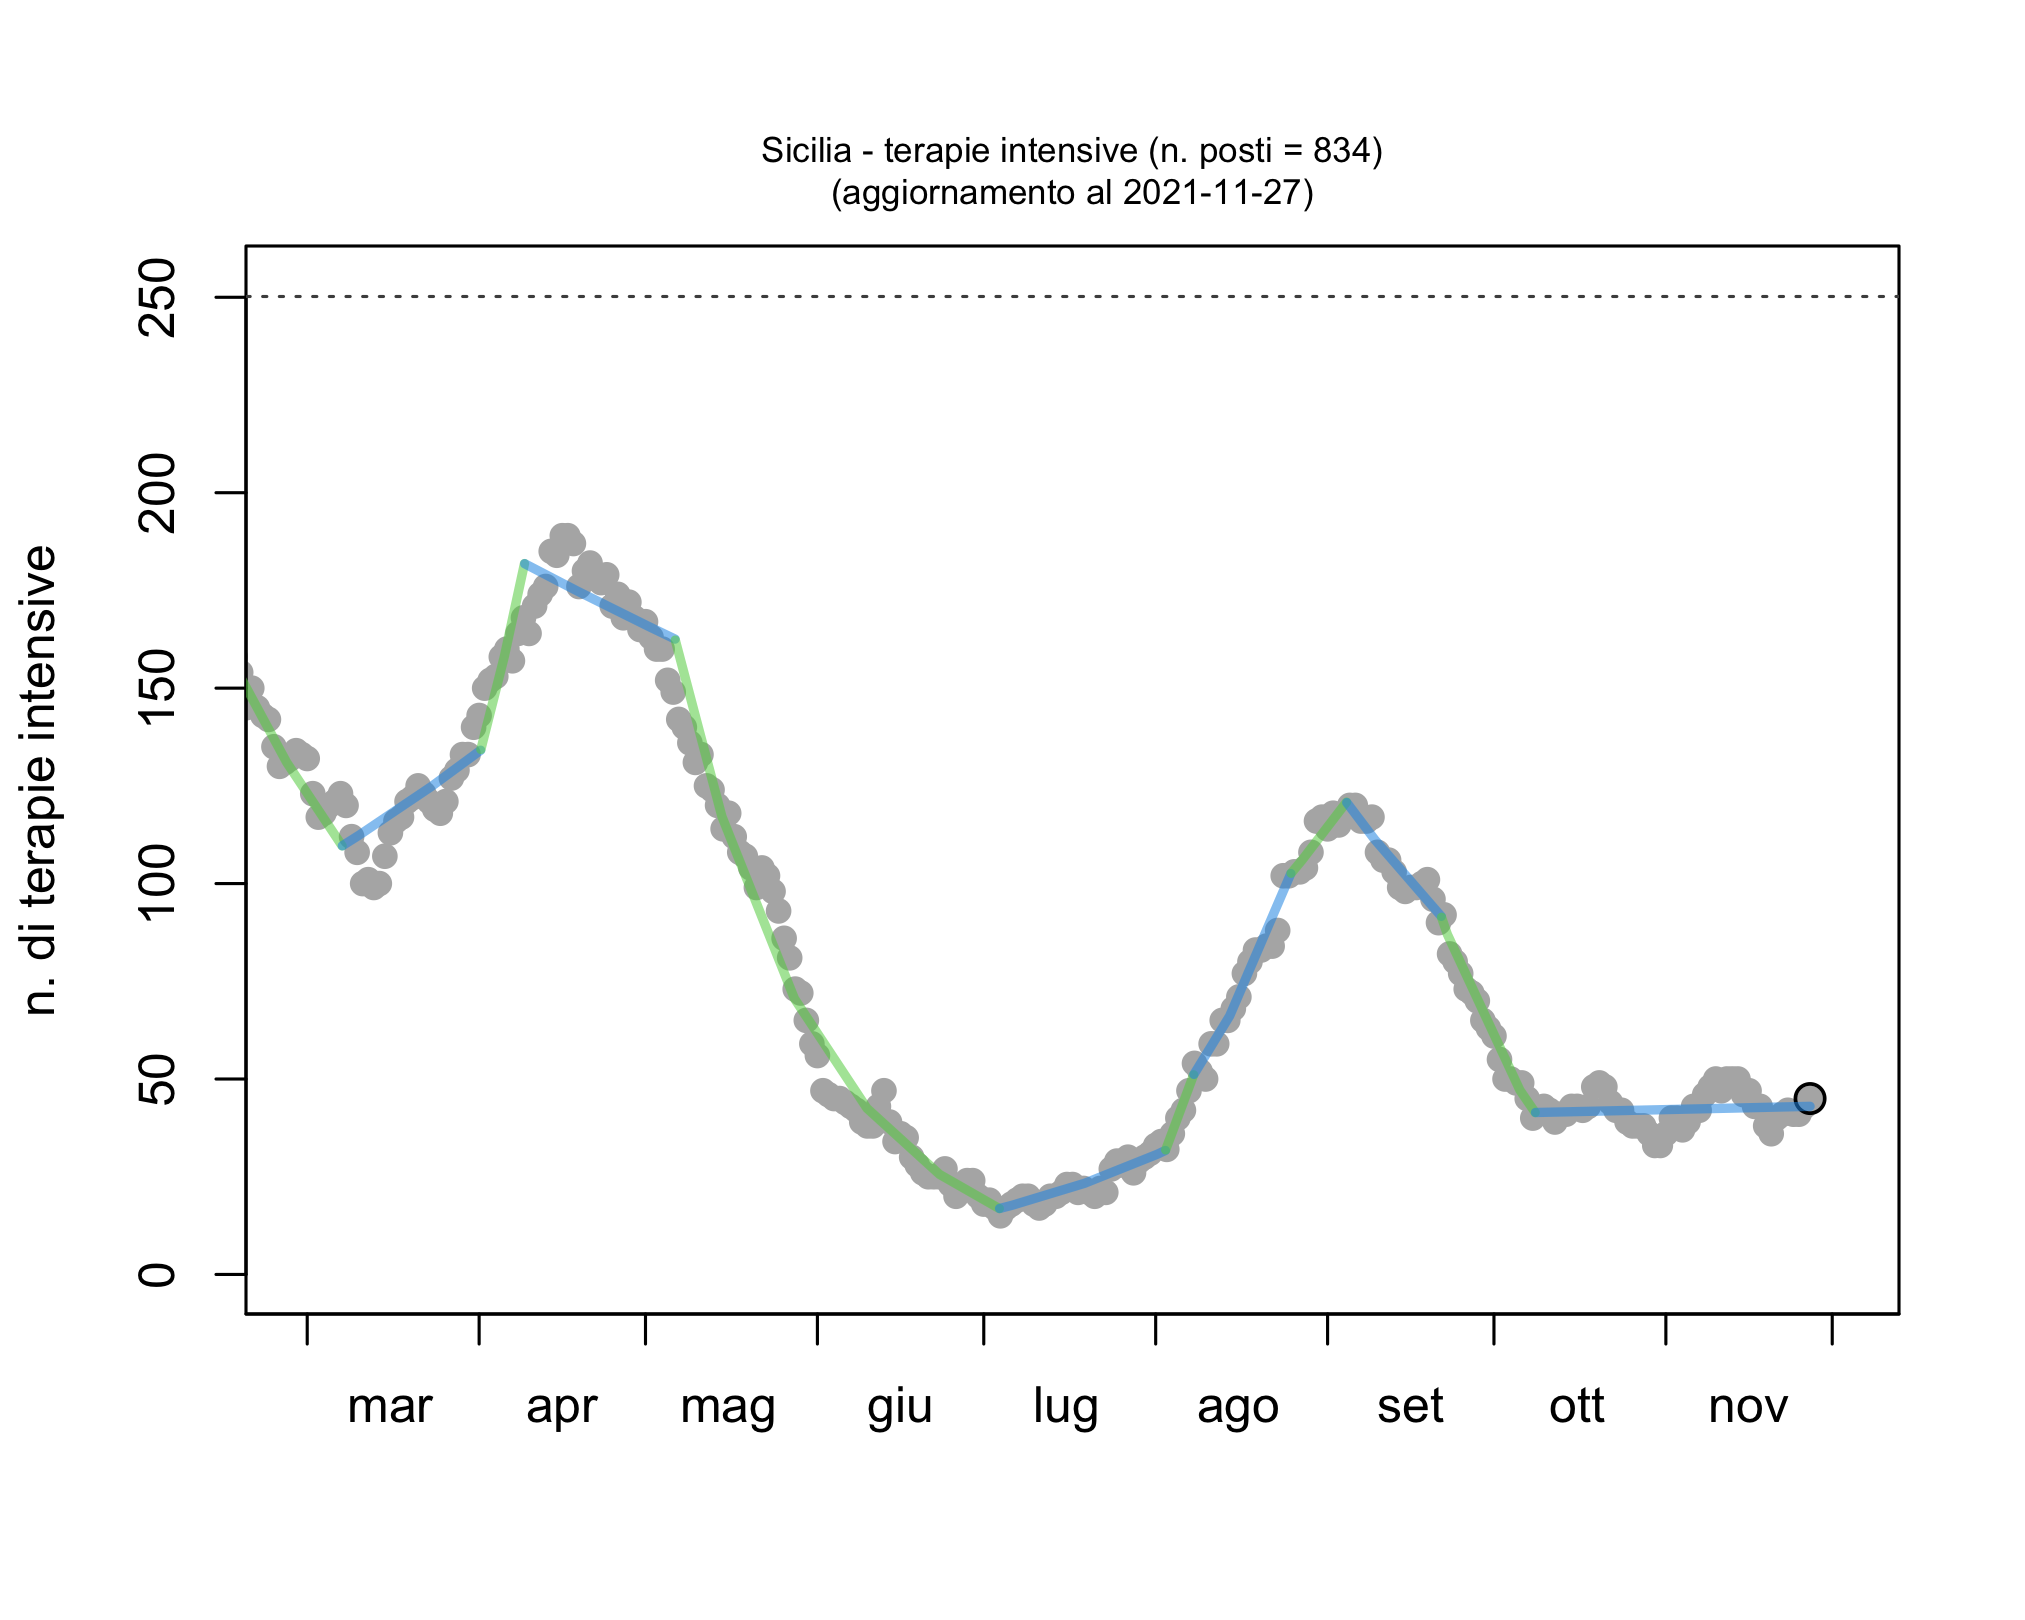 Sicilia - terapie intensive (n. posti = 834)
(aggiornamento al 2021-11-27)
n. di terapie intensive
250
200
150
100
50
0
mar apr mag giu lug ago set ott nov